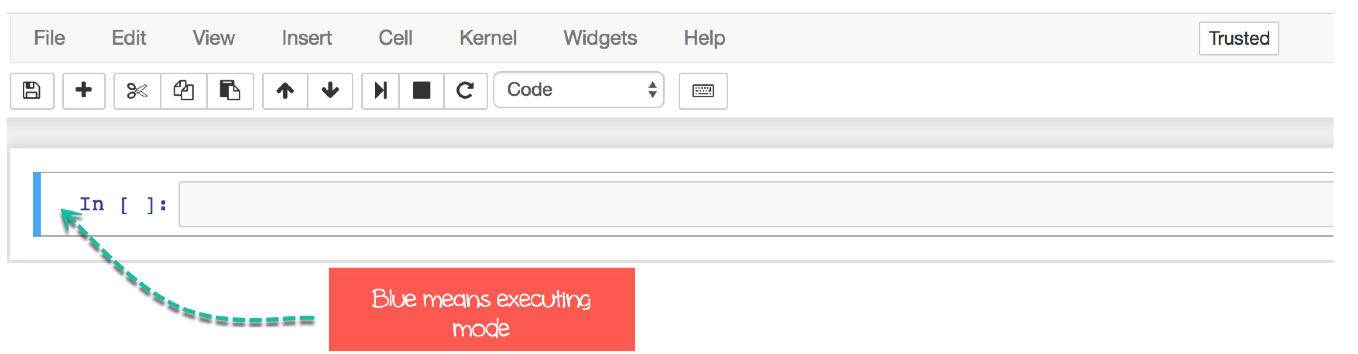 File Edit View Insert Cell Kernel Widgets Help Trusted
Code
In [ ]:
Blue means executing
mode